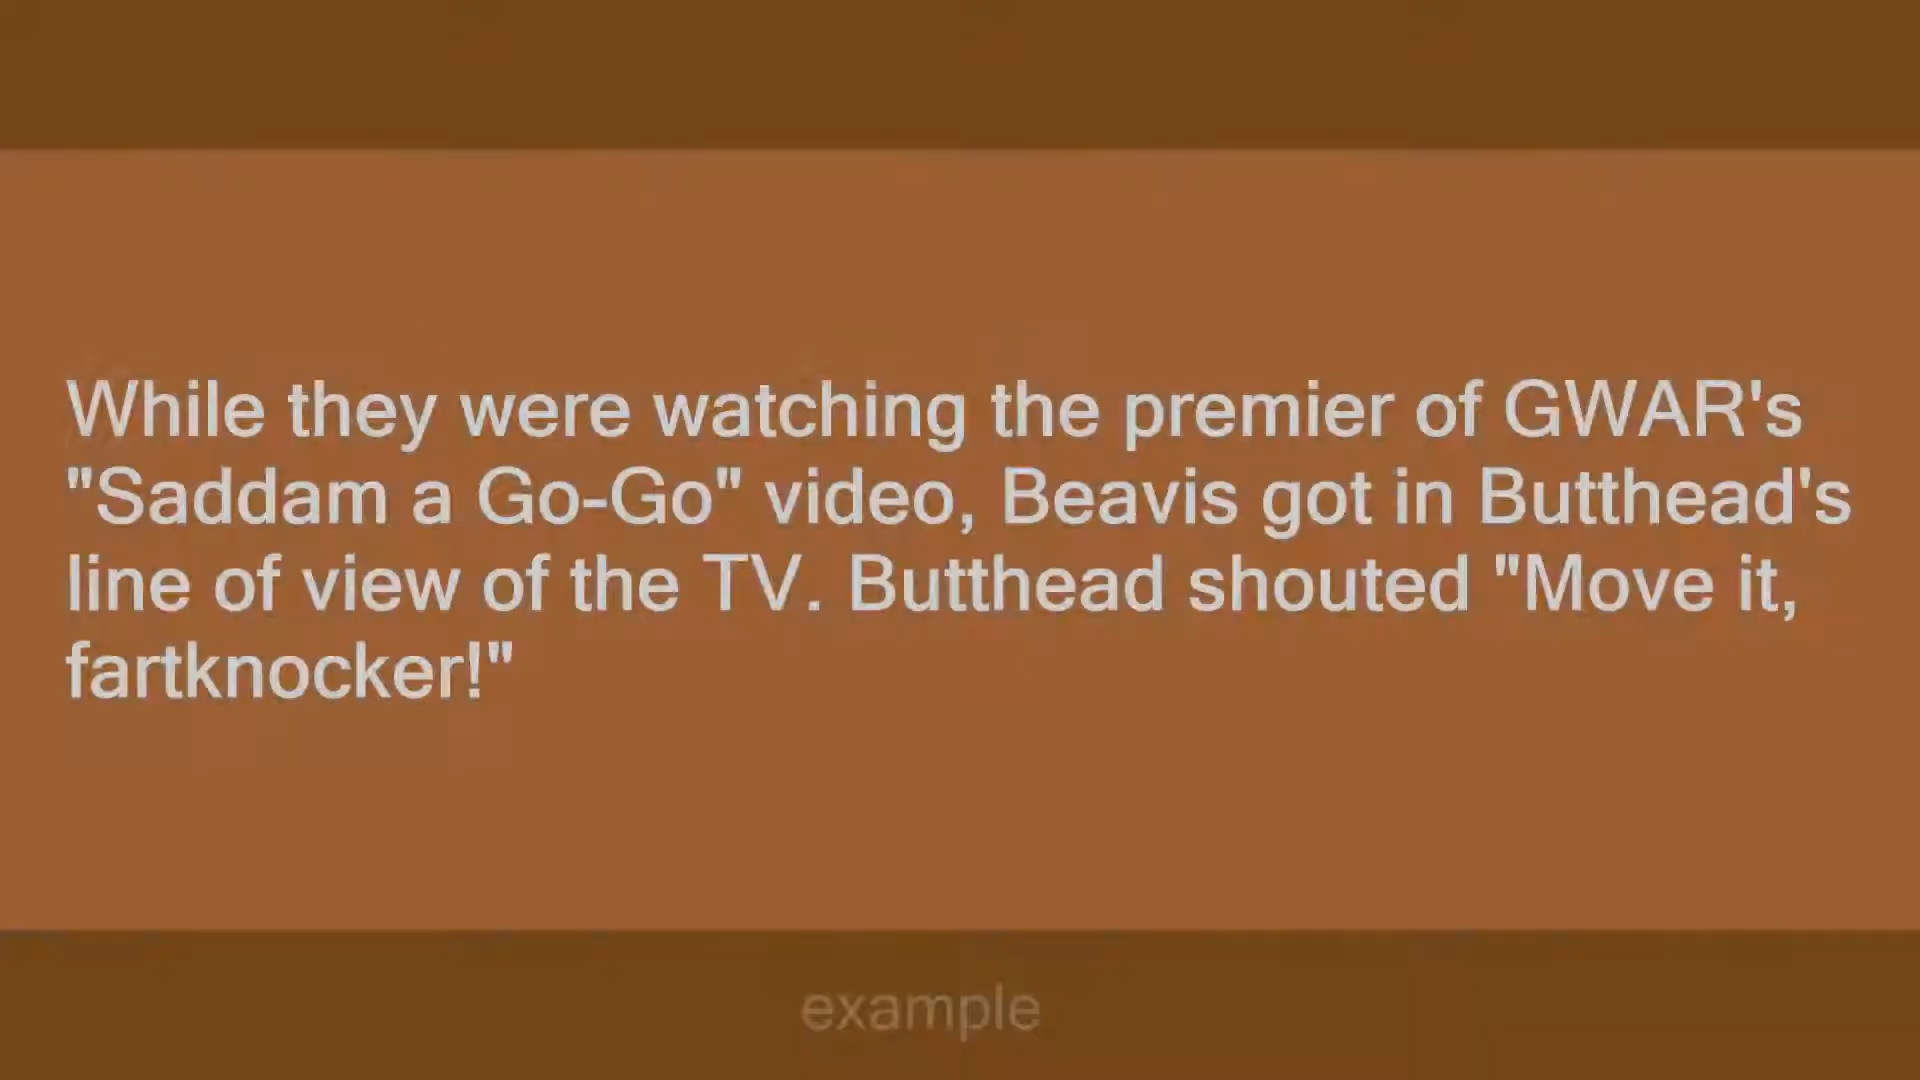 While they were watching the premier of GWAR's
"Saddam a Go-Go" video, Beavis got in Butthead's
line of view of the TV. Butthead shouted "Move it,
fartknocker!"
example